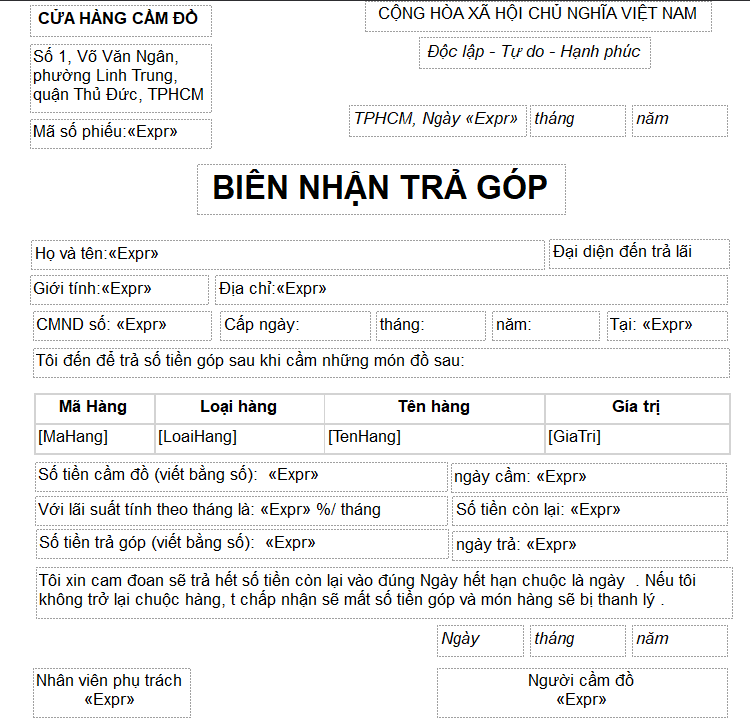 CỬA HÀNG CẦM ĐỒ
CỘNG HÒA XÃ HỘI CHỦ NGHĨA VIỆT NAM
Độc lập - Tự do - Hạnh phúc
Số 1, Võ Văn Ngân,
phường Linh Trung,
quận Thủ Đức, TPHCM
TPHCM, Ngày «Expr» tháng năm
Mã số phiếu:«Expr»
BIÊN NHẬN TRẢ GÓP
Họ và tên:«Expr» Đại diện đến trả lãi
Giới tính:«Expr» Địa chỉ:«Expr»
CMND số: «Expr» Cấp ngày: tháng: năm: Tại: «Expr»
Tôi đến để trả số tiền góp sau khi cầm những món đồ sau:
Mã Hàng Loại hàng Tên hàng Gía trị
[MaHang] [LoaiHang] [TenHang] [GiaTri]
Số tiền cầm đồ (viết bằng số): «Expr» ngày cầm: «Expr»
Với lãi suất tính theo tháng là: «Expr» %/ tháng Số tiền còn lại: «Expr»
Số tiền trả góp (viết bằng số): «Expr» ngày trả: «Expr»
Tôi xin cam đoan sẽ trả hết số tiền còn lại vào đúng Ngày hết hạn chuộc là ngày . Nếu tôi
không trở lại chuộc hàng, t chấp nhận sẽ mất số tiền góp và món hàng sẽ bị thanh lý .
Ngày tháng năm
Nhân viên phụ trách Người cầm đồ
«Expr» «Expr»